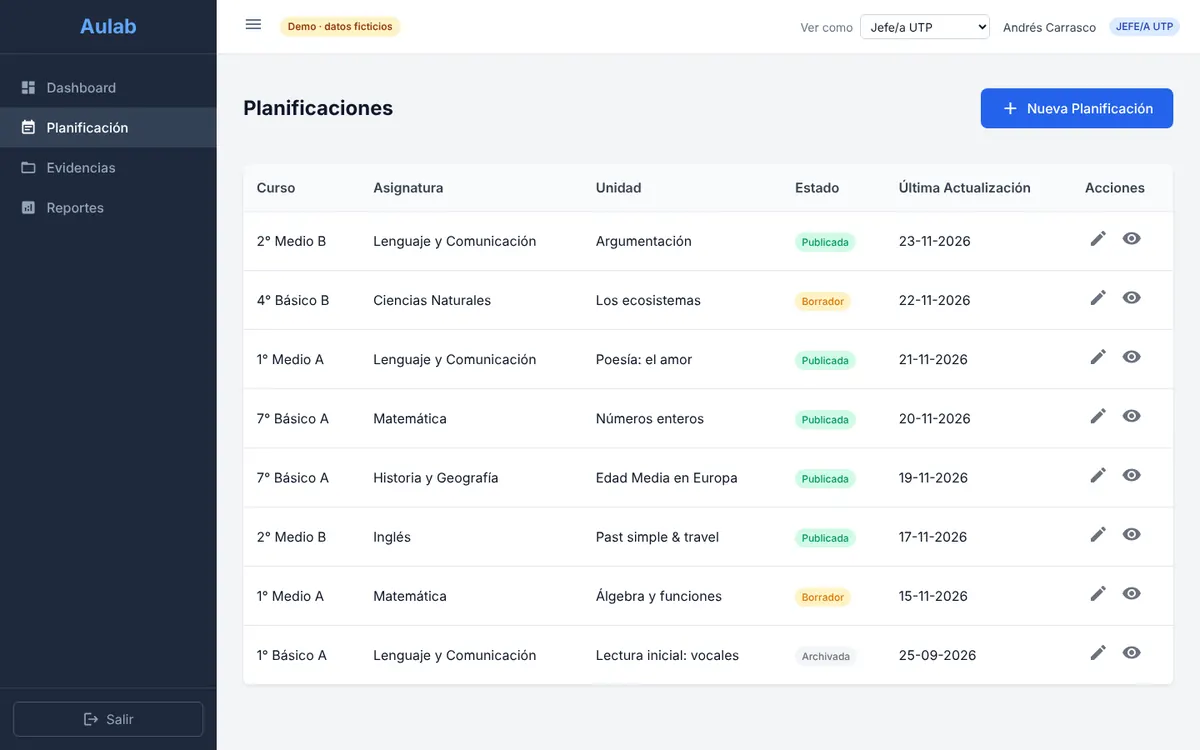 Aulab
Demo · datos ficticios
Ver como Jefe/a UTP Andrés Carrasco JEFE/A UTP
Dashboard
Planificación
Evidencias
Reportes
Salir
Planificaciones
Nueva Planificación
Curso Asignatura Unidad Estado Última Actualización Acciones
2° Medio B Lenguaje y Comunicación Argumentación Publicada 23-11-2026
4° Básico B Ciencias Naturales Los ecosistemas Borrador 22-11-2026
1° Medio A Lenguaje y Comunicación Poesía: el amor Publicada 21-11-2026
7° Básico A Matemática Números enteros Publicada 20-11-2026
7° Básico A Historia y Geografía Edad Media en Europa Publicada 19-11-2026
2° Medio B Inglés Past simple & travel Publicada 17-11-2026
1° Medio A Matemática Álgebra y funciones Borrador 15-11-2026
1° Básico A Lenguaje y Comunicación Lectura inicial: vocales Archivada 25-09-2026